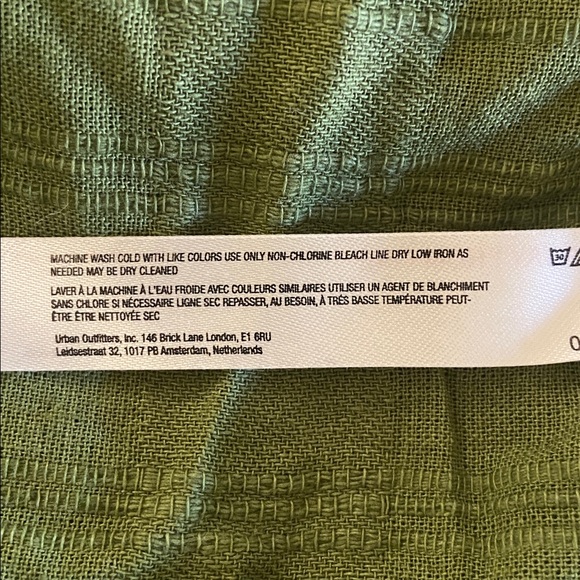 MACHINE WASH COLD WITH LIKE COLORS USE ONLY NON-CHLORINE BLEACH LINE DRY LOW IRON AS
NEEDED MAY BE DRY CLEANED
LAVER À LA MACHINE À L'EAU FROIDE AVEC COULEURS SIMILAIRES UTILISER UN AGENT DE BLANCHIMENT
SANS CHLORE SI NÉCESSAIRE LIGNE SEC REPASSER, AU BESOIN, À TRÈS BASSE TEMPÉRATURE PEUT-
ÊTRE ÊTRE NETTOYÉE SEC
Urban Outfitters, Inc. 146 Brick Lane London, E1 6RU
Leidsestraat 32, 1017 PB Amsterdam, Netherlands
30